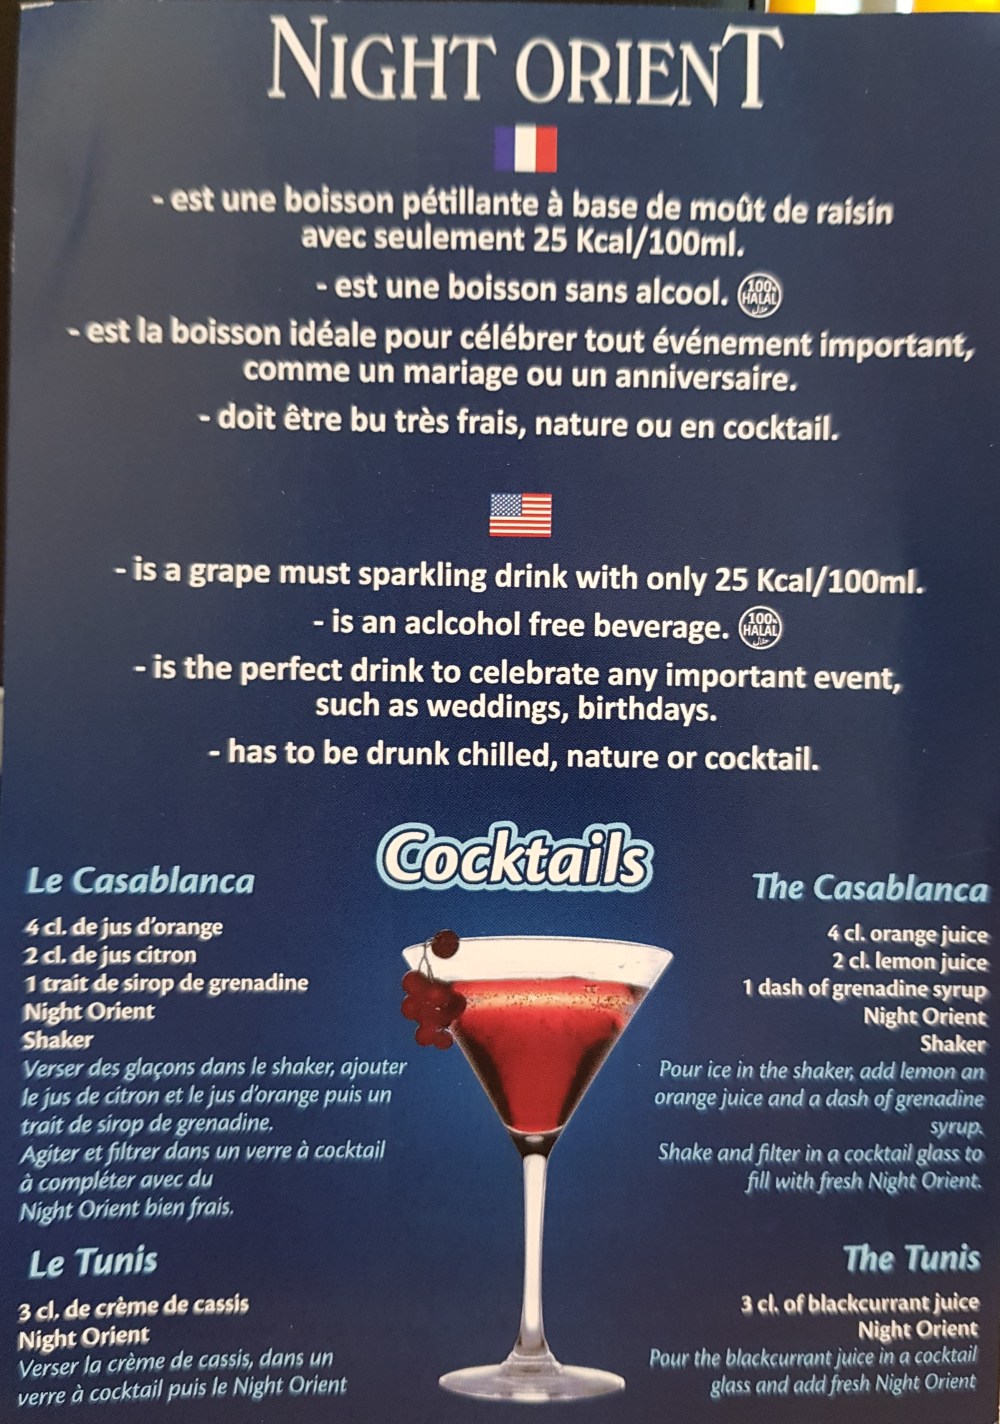 NIGHT ORIENT
- est une boisson pétillante à base de moût de raisin
avec seulement 25 Kcal/100ml.
- est une boisson sans alcool. 100% HALAL حلال
- est la boisson idéale pour célébrer tout événement important,
comme un mariage ou un anniversaire.
- doit être bu très frais, nature ou en cocktail.
- is a grape must sparkling drink with only 25 Kcal/100ml.
- is an aclcohol free beverage. 100% HALAL حلال
- is the perfect drink to celebrate any important event,
such as weddings, birthdays.
- has to be drunk chilled, nature or cocktail.
Cocktails
Le Casablanca
4 cl. de jus d'orange
2 cl. de jus citron
1 trait de sirop de grenadine
Night Orient
Shaker
Verser des glaçons dans le shaker, ajouter
le jus de citron et le jus d'orange puis un
trait de sirop de grenadine.
Agiter et filtrer dans un verre à cocktail
à compléter avec du
Night Orient bien frais.
Le Tunis
3 cl. de crème de cassis
Night Orient
Verser la crème de cassis, dans un
verre à cocktail puis le Night Orient
The Casablanca
4 cl. orange juice
2 cl. lemon juice
1 dash of grenadine syrup
Night Orient
Shaker
Pour ice in the shaker, add lemon an
orange juice and a dash of grenadine
syrup.
Shake and filter in a cocktail glass to
fill with fresh Night Orient.
The Tunis
3 cl. of blackcurrant juice
Night Orient
Pour the blackcurrant juice in a cocktail
glass and add fresh Night Orient